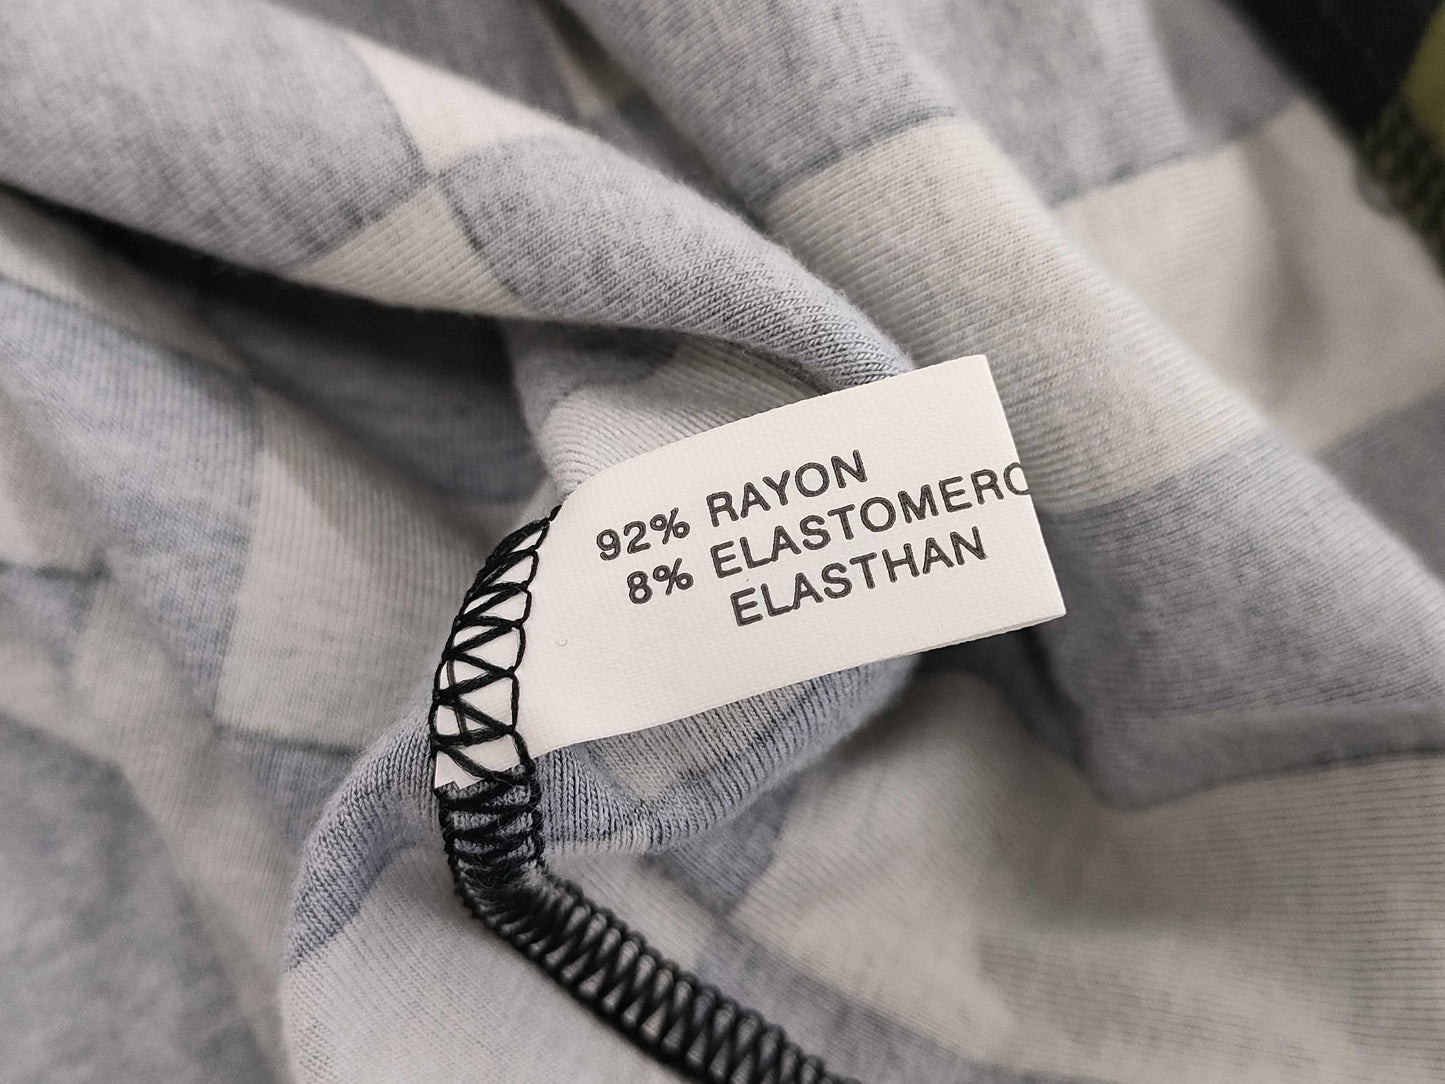 92% RAYON
8% ELASTOMERO
ELASTHAN